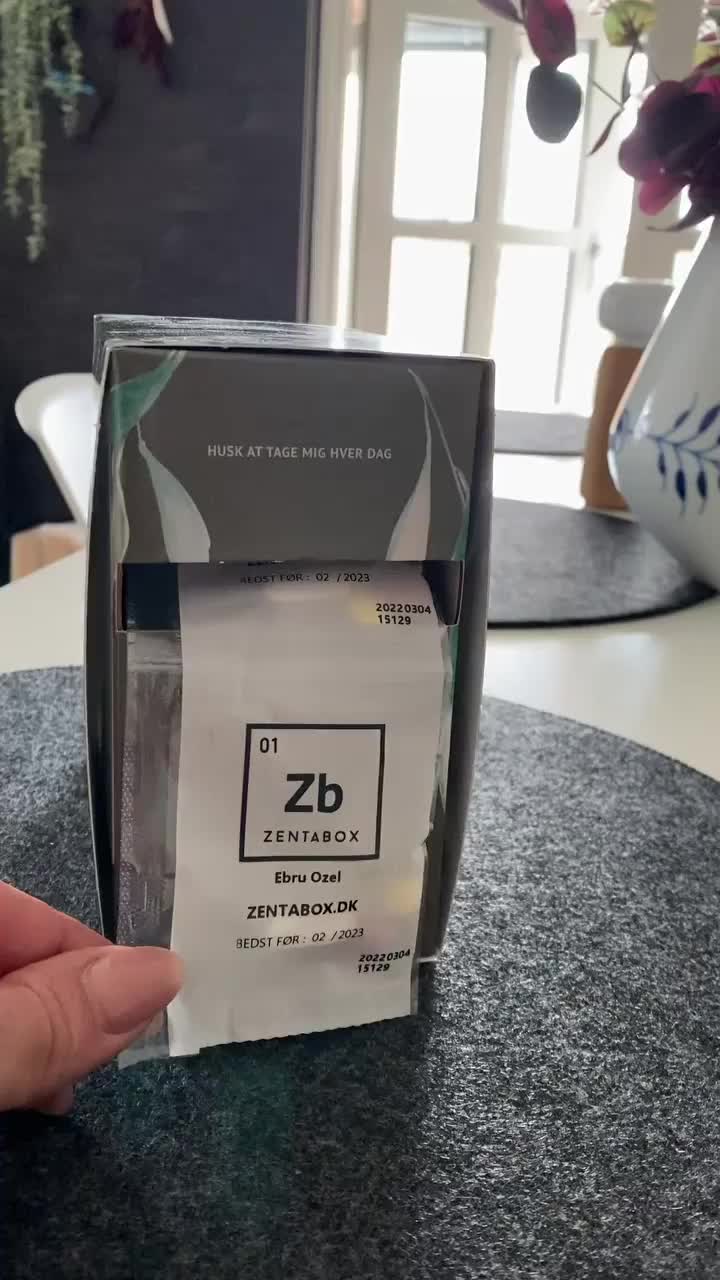 HUSK AT TAGE MIG HVER DAG
BEDST FØR : 02 / 2023
20220304
15129
01
Zb
ZENTABOX
Ebru Ozel
ZENTABOX.DK
BEDST FØR : 02 / 2023
20220304
15129